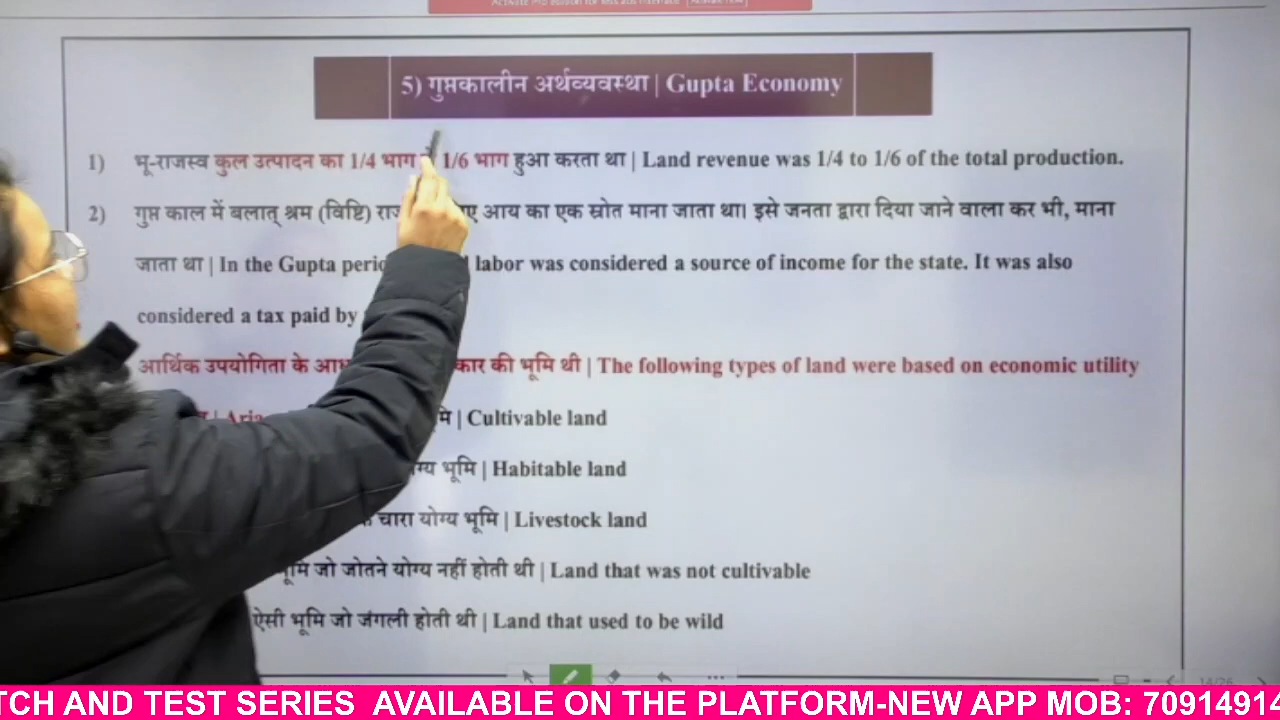 5) गुप्तकालीन अर्थव्यवस्था | Gupta Economy
1) भू-राजस्व कुल उत्पादन का 1/4 भाग 1/6 भाग हुआ करता था | Land revenue was 1/4 to 1/6 of the total production.
2) गुप्त काल में बलात् श्रम (विष्टि) आय का एक स्रोत माना जाता था। इसे जनता द्वारा दिया जाने वाला कर भी, माना
जाता था | In the Gupta labor was considered a source of income for the state. It was also
considered a tax paid by
आर्थिक उपयोगिता के की भूमि थी | The following types of land were based on economic utility
| Cultivable land
भूमि | Habitable land
चारा योग्य भूमि | Livestock land
जो जोतने योग्य नहीं होती थी | Land that was not cultivable
ऐसी भूमि जो जंगली होती थी | Land that used to be wild
14/26
TCH AND TEST SERIES AVAILABLE ON THE PLATFORM-NEW APP MOB: 70914914